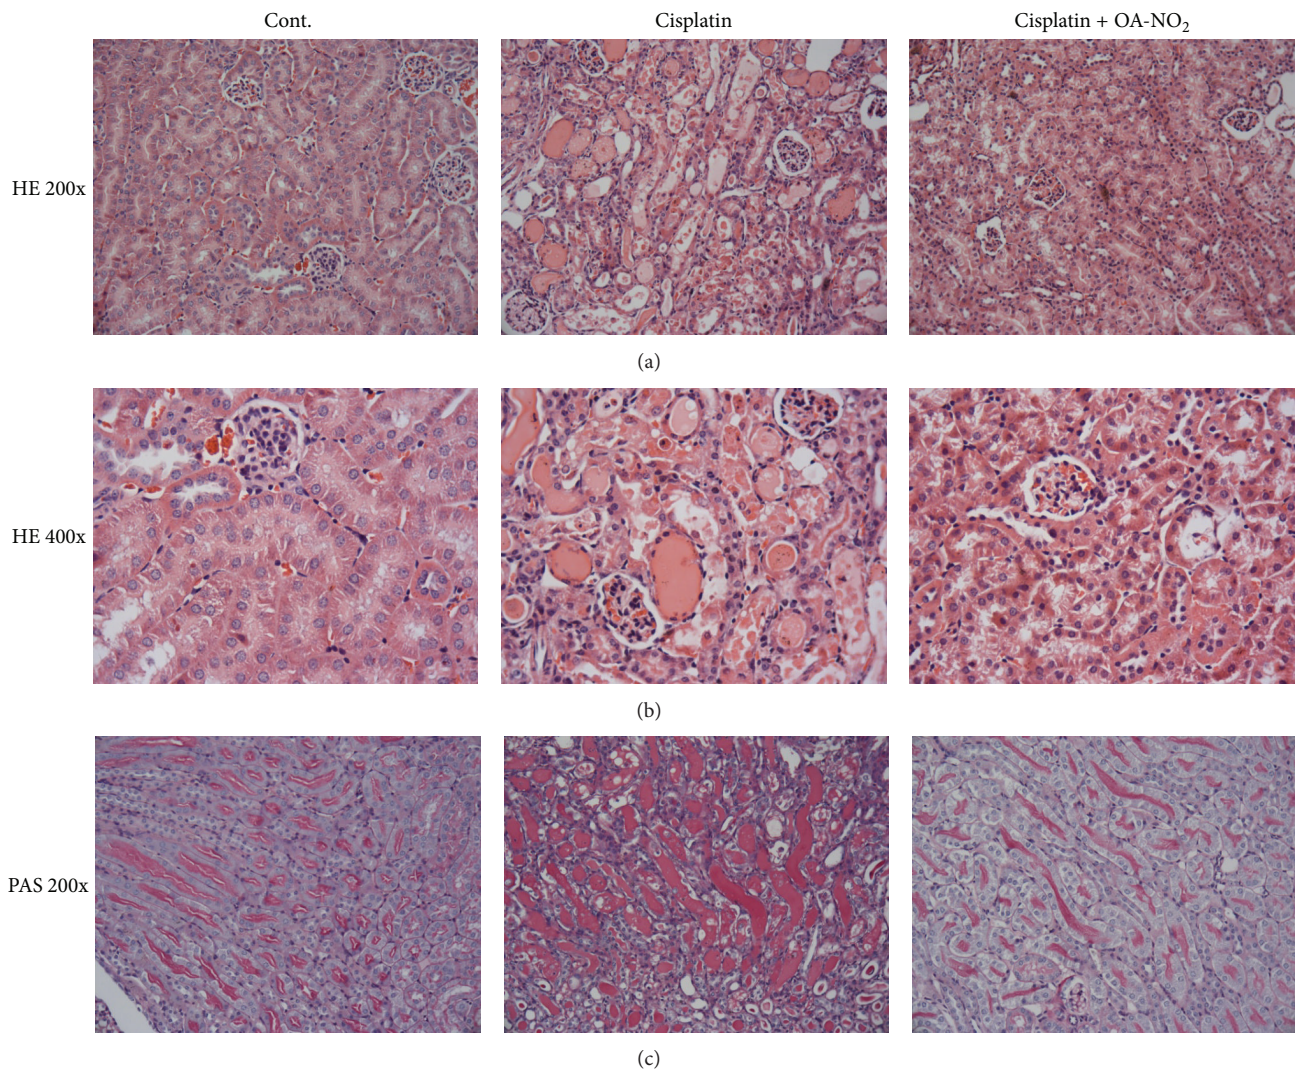 Cont.
Cisplatin
Cisplatin + OA-NO₂
HE 200x
(a)
HE 400x
(b)
PAS 200x
(c)